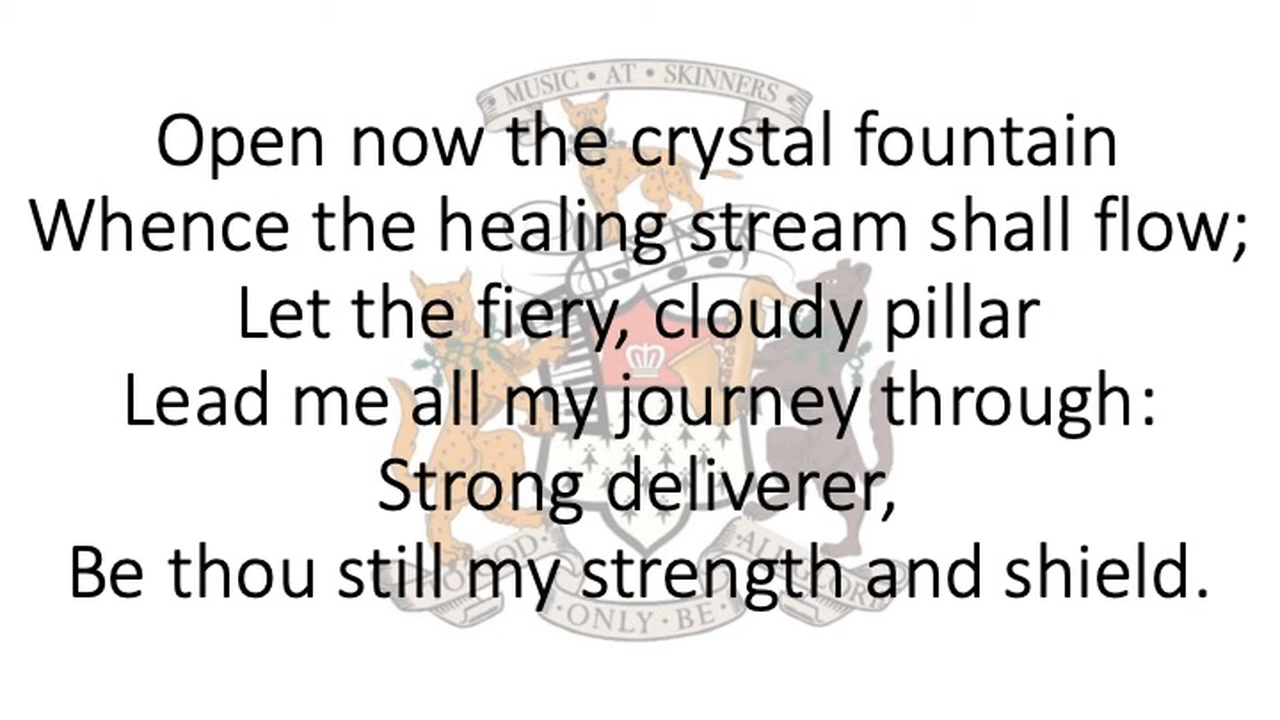 MUSIC • AT • SKINNERS
Open now the crystal fountain
Whence the healing stream shall flow;
Let the fiery, cloudy pillar
Lead me all my journey through:
Strong deliverer,
Be thou still my strength and shield.
• ONLY • BE •